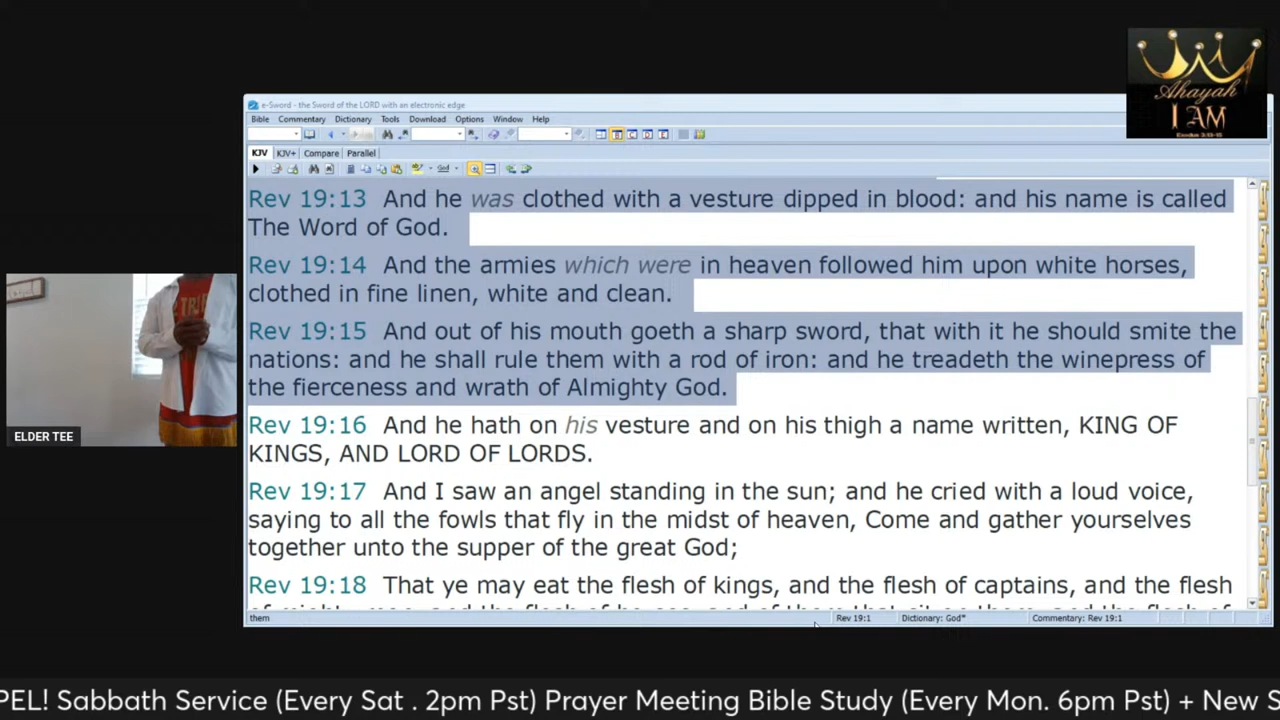 Ahayah
I AM
Exodus 3:13-15
e-Sword - the Sword of the LORD with an electronic edge
Bible Commentary Dictionary Tools Download Options Window Help
KJV KJV+ Compare Parallel
Rev 19:13 And he was clothed with a vesture dipped in blood: and his name is called
The Word of God.
Rev 19:14 And the armies which were in heaven followed him upon white horses,
clothed in fine linen, white and clean.
Rev 19:15 And out of his mouth goeth a sharp sword, that with it he should smite the
nations: and he shall rule them with a rod of iron: and he treadeth the winepress of
the fierceness and wrath of Almighty God.
Rev 19:16 And he hath on his vesture and on his thigh a name written, KING OF
KINGS, AND LORD OF LORDS.
Rev 19:17 And I saw an angel standing in the sun; and he cried with a loud voice,
saying to all the fowls that fly in the midst of heaven, Come and gather yourselves
together unto the supper of the great God;
Rev 19:18 That ye may eat the flesh of kings, and the flesh of captains, and the flesh
them Rev 19:1 Dictionary: God* Commentary: Rev 19:1
ELDER TEE
PEL! Sabbath Service (Every Sat . 2pm Pst) Prayer Meeting Bible Study (Every Mon. 6pm Pst) + New S